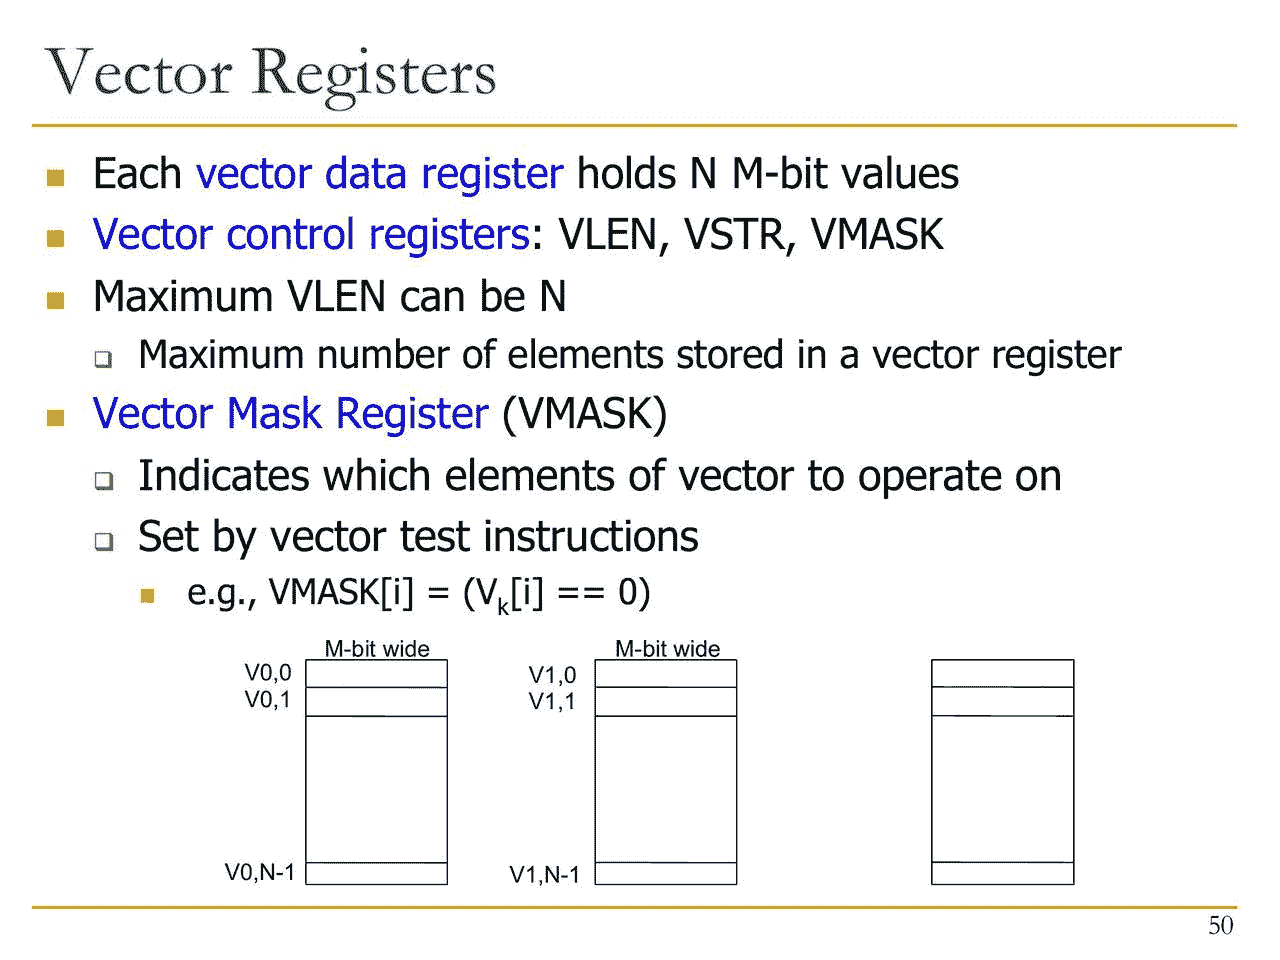 Vector Registers
Each vector data register holds N M-bit values
Vector control registers: VLEN, VSTR, VMASK
Maximum VLEN can be N
Maximum number of elements stored in a vector register
Vector Mask Register (VMASK)
Indicates which elements of vector to operate on
Set by vector test instructions
e.g., VMASK[i] = (Vk[i] == 0)
M-bit wide M-bit wide
V0,0 V1,0
V0,1 V1,1
V0,N-1 V1,N-1
50